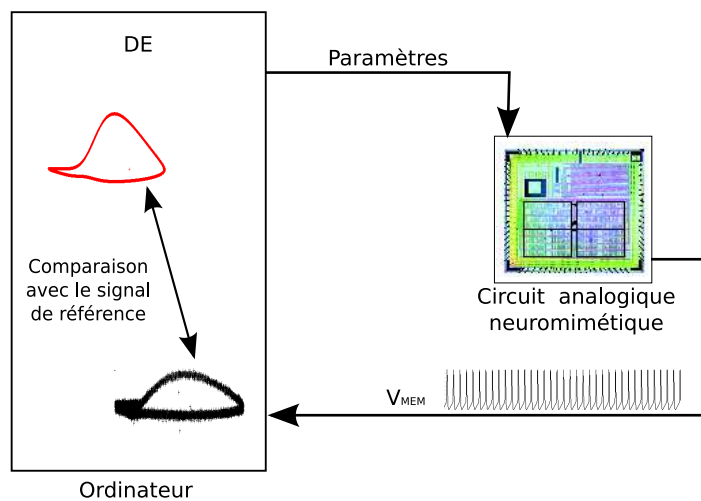 DE
Paramètres
Comparaison
avec le signal
de référence
Circuit analogique
neuromimétique
VMEM
Ordinateur